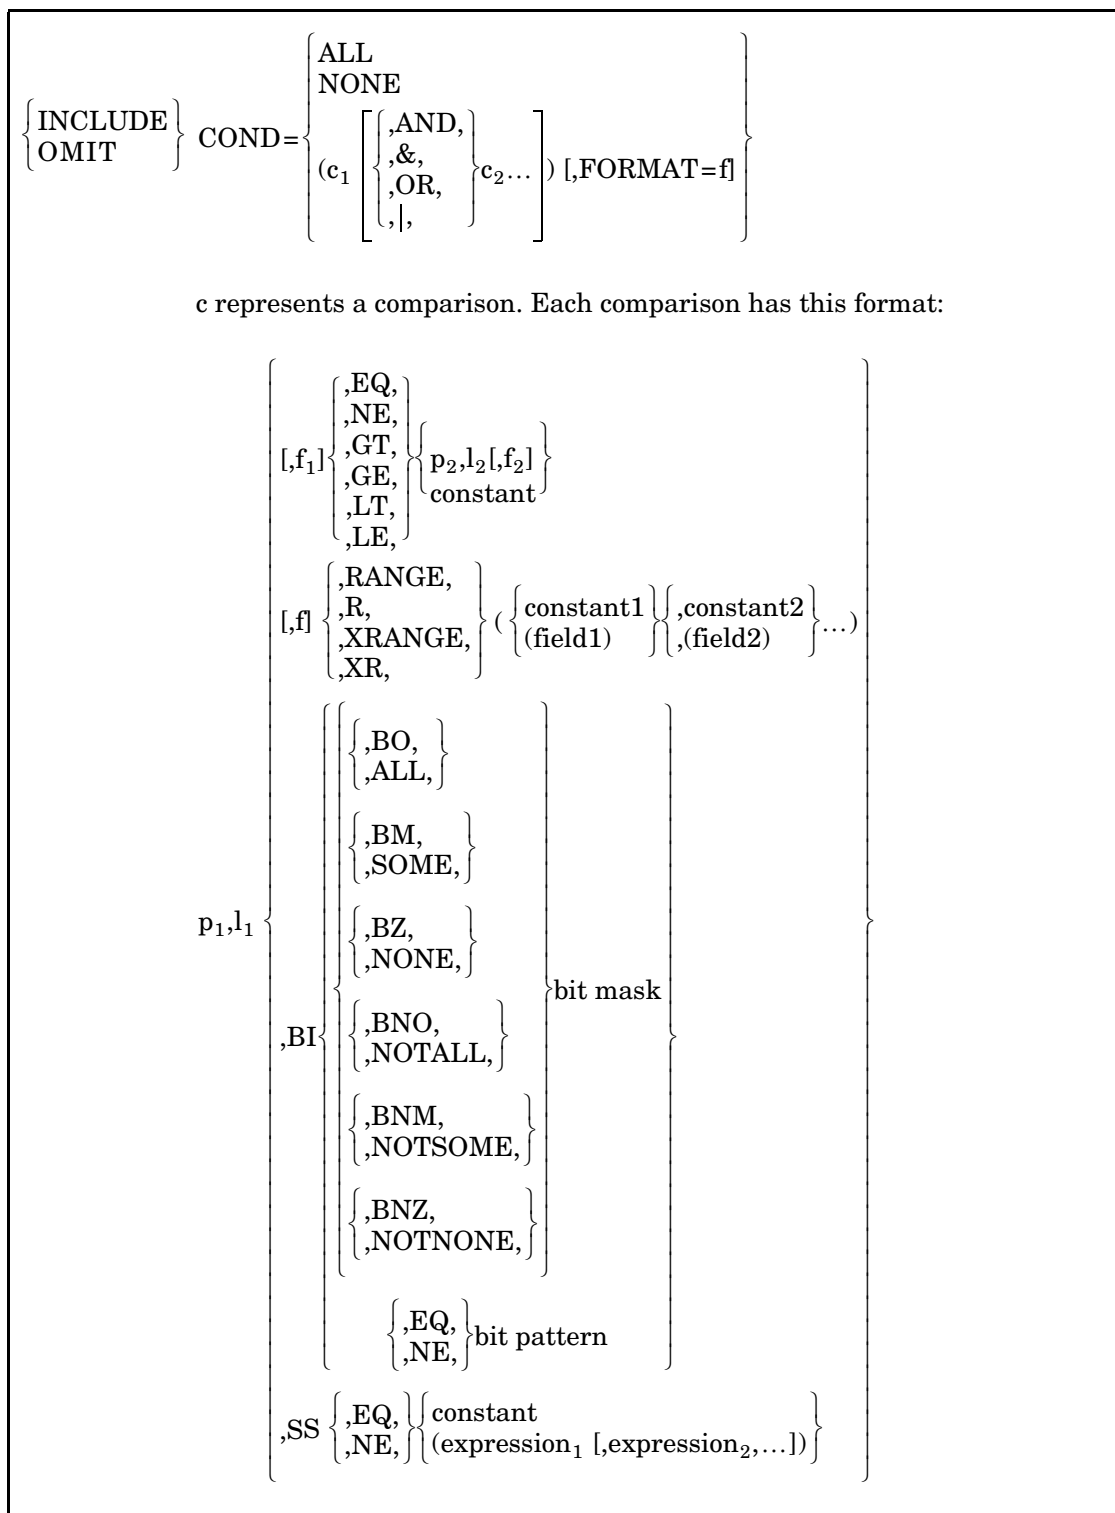 ALL
NONE
{INCLUDE
OMIT} COND=
(c1 [{,AND,
,&,
,OR,
,|,}c2…]) [,FORMAT=f]
c represents a comparison. Each comparison has this format:
p1,l1
[,f1]{,EQ,
,NE,
,GT,
,GE,
,LT,
,LE,}
{p2,l2[,f2]
constant}
[,f] {,RANGE,
,R,
,XRANGE,
,XR,}
( {constant1
(field1)}
{,constant2
,(field2)}…)
,BI
{,BO,
,ALL,}
{,BM,
,SOME,}
{,BZ,
,NONE,}
{,BNO,
,NOTALL,}
{,BNM,
,NOTSOME,}
{,BNZ,
,NOTNONE,}
bit mask
{,EQ,
,NE,}bit pattern
,SS {,EQ,
,NE,}
{constant
(expression1 [,expression2,…])}